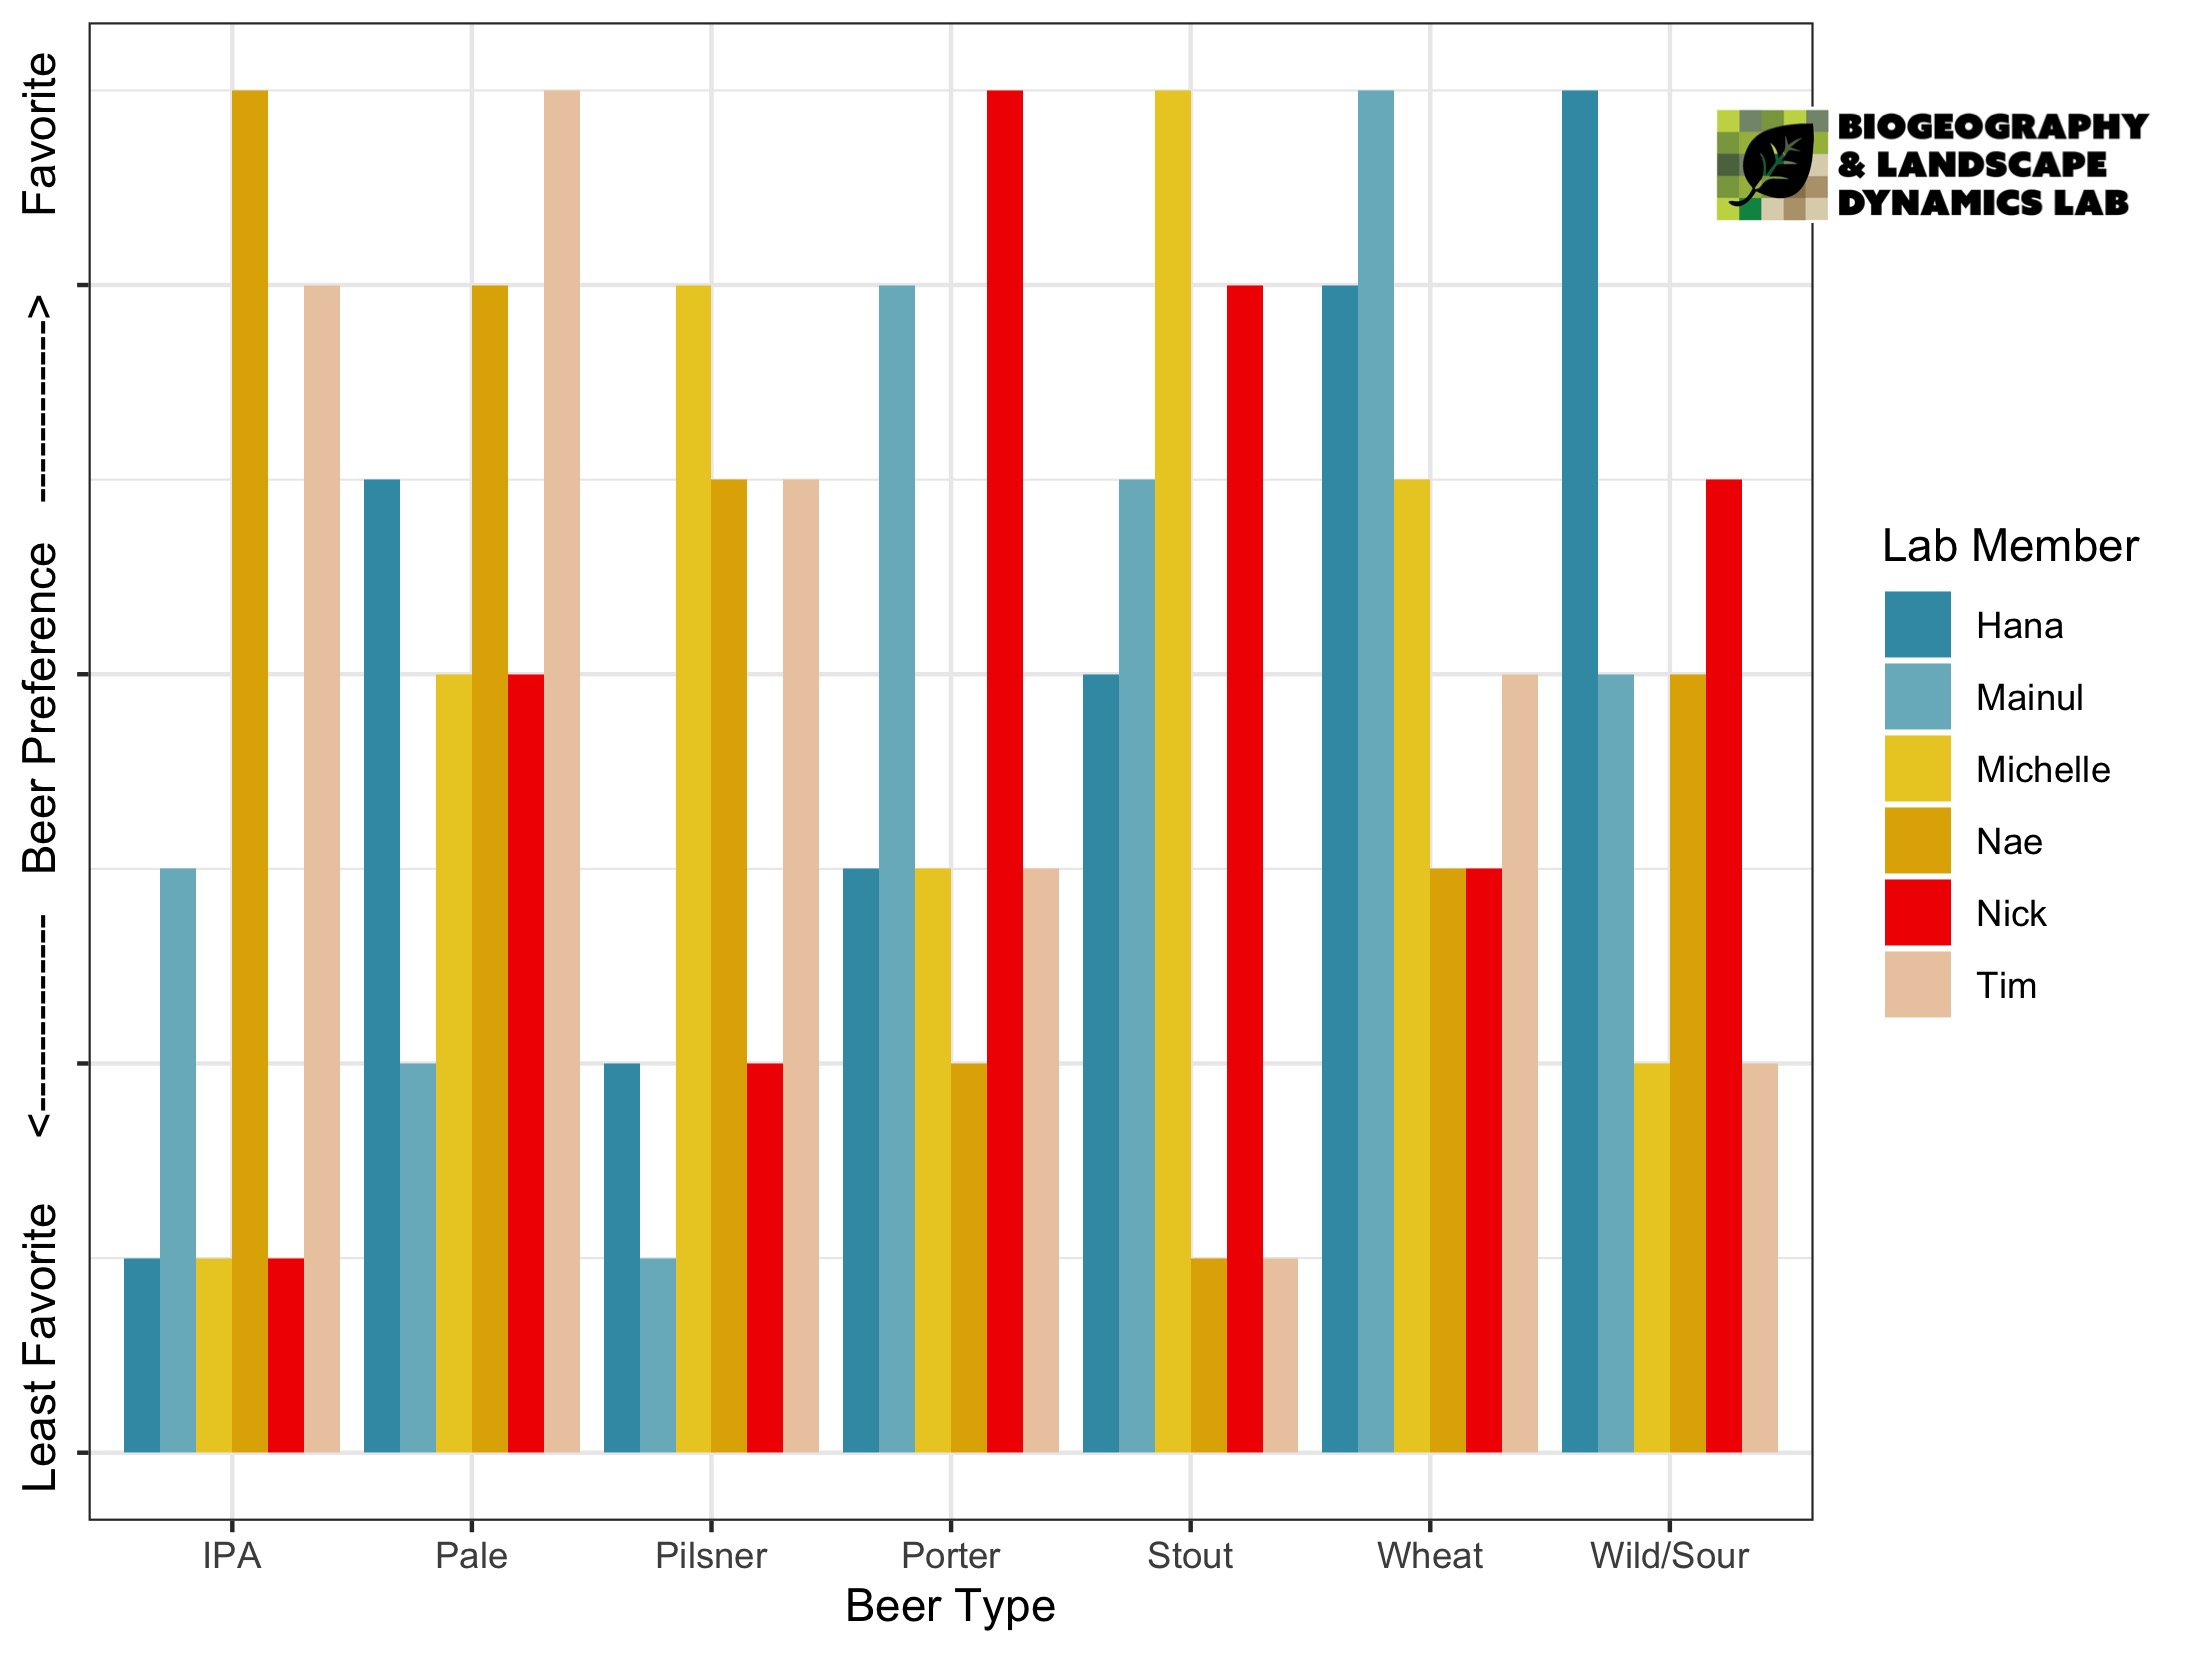 Least Favorite <-------------- Beer Preference --------------> Favorite
BIOGEOGRAPHY
& LANDSCAPE
DYNAMICS LAB
Lab Member
Hana
Mainul
Michelle
Nae
Nick
Tim
IPA Pale Pilsner Porter Stout Wheat Wild/Sour
Beer Type